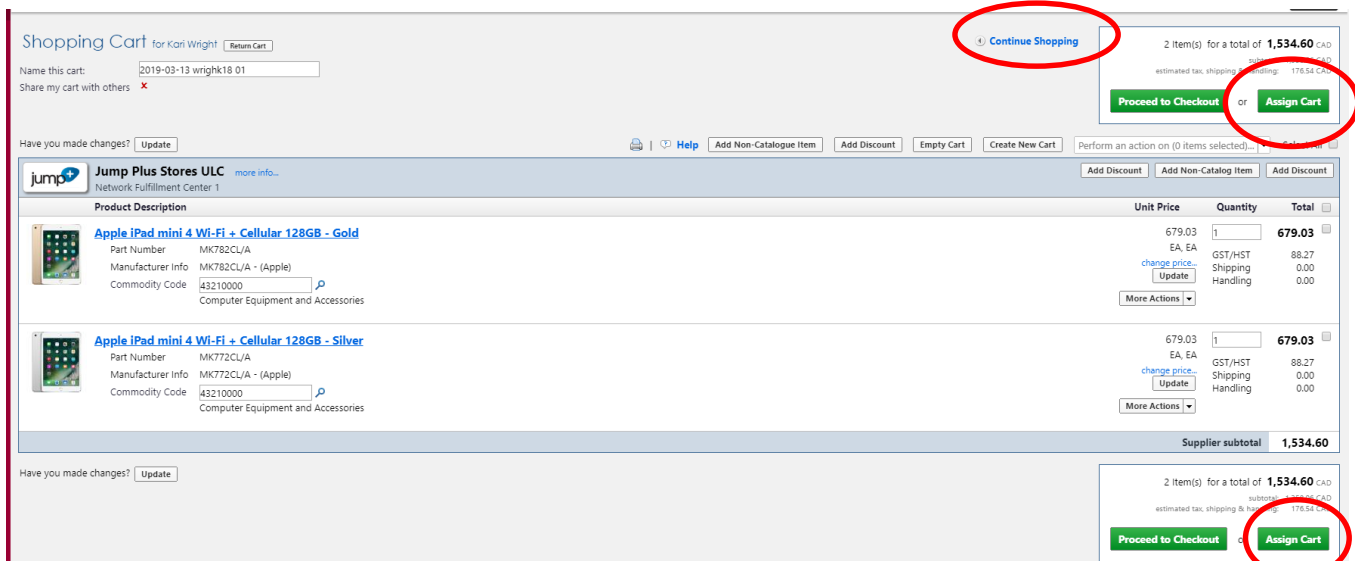 Shopping Cart for Kari Wright Return Cart
Continue Shopping
2 Item(s) for a total of 1,534.60 CAD
estimated tax, shipping & handling: 176.54 CAD
Proceed to Checkout or Assign Cart
Name this cart: 2019-03-13 wrighk18 01
Share my cart with others x
Have you made changes? Update
Help Add Non-Catalogue Item Add Discount Empty Cart Create New Cart Perform an action on (0 items selected)... Select All
jump+ Jump Plus Stores ULC more info...
Network Fulfillment Center 1
Add Discount Add Non-Catalog Item Add Discount
Product Description Unit Price Quantity Total
Apple iPad mini 4 Wi-Fi + Cellular 128GB - Gold 679.03 1 679.03
Part Number MK782CL/A EA, EA
Manufacturer Info MK782CL/A - (Apple) change price... GST/HST 88.27
Update Shipping 0.00
Commodity Code 43210000 Handling 0.00
Computer Equipment and Accessories More Actions
Apple iPad mini 4 Wi-Fi + Cellular 128GB - Silver 679.03 1 679.03
Part Number MK772CL/A EA, EA
Manufacturer Info MK772CL/A - (Apple) change price... GST/HST 88.27
Update Shipping 0.00
Commodity Code 43210000 Handling 0.00
Computer Equipment and Accessories More Actions
Supplier subtotal 1,534.60
Have you made changes? Update
2 Item(s) for a total of 1,534.60 CAD
subtotal: 1,358.06 CAD
estimated tax, shipping & handling: 176.54 CAD
Proceed to Checkout Assign Cart